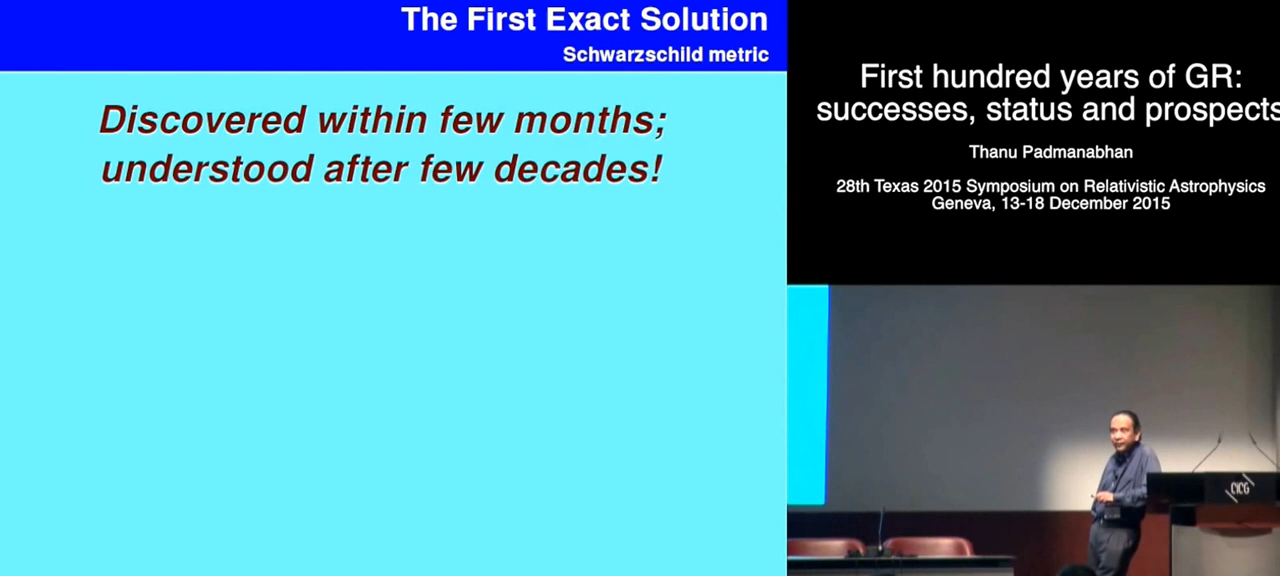 The First Exact Solution
Schwarzschild metric
Discovered within few months;
understood after few decades!
First hundred years of GR:
successes, status and prospects
Thanu Padmanabhan
28th Texas 2015 Symposium on Relativistic Astrophysics
Geneva, 13-18 December 2015
CICG